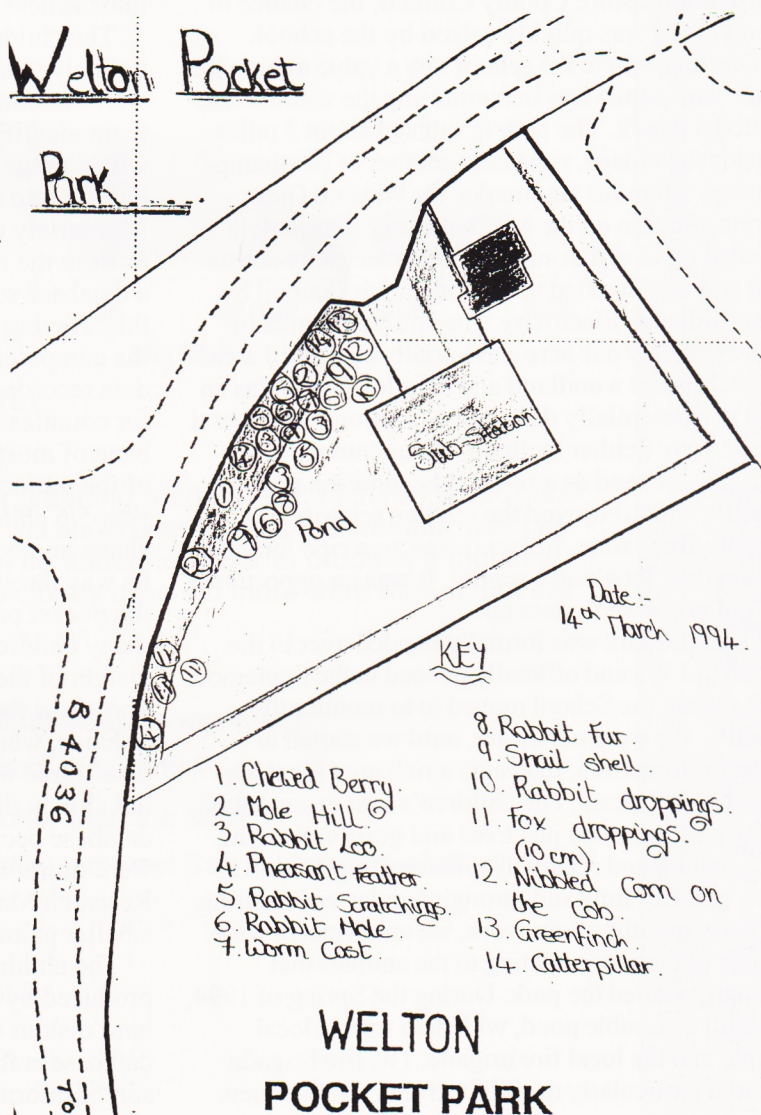 Welton Pocket
Park
Sub-Station
Pond
Date:-
14th March 1994.
KEY
B 4036
To
1. Chewed Berry
2. Mole Hill
3. Rabbit Loo
4. Pheasant Feather
5. Rabbit Scratchings.
6. Rabbit Hole
7. Worm Cast
8 Rabbit Fur.
9. Snail shell
10. Rabbit droppings.
11 Fox droppings.
(10 cm)
12 Nibbled Corn on
the Cob.
13. Greenfinch.
14. Catterpillar.
WELTON
POCKET PARK